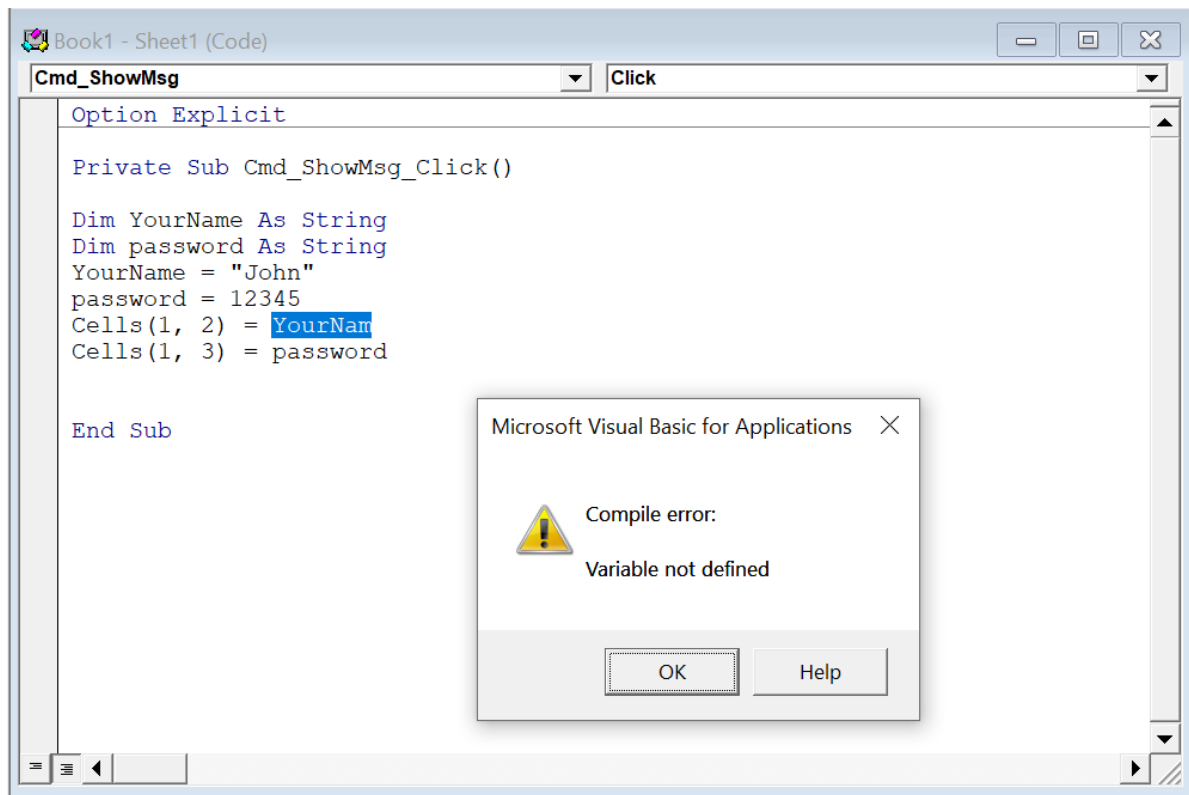 Book1 - Sheet1 (Code)
Cmd_ShowMsg Click
Option Explicit
Private Sub Cmd_ShowMsg_Click()
Dim YourName As String
Dim password As String
YourName = "John"
password = 12345
Cells(1, 2) = YourNam
Cells(1, 3) = password
End Sub
Microsoft Visual Basic for Applications
Compile error:
Variable not defined
OK Help